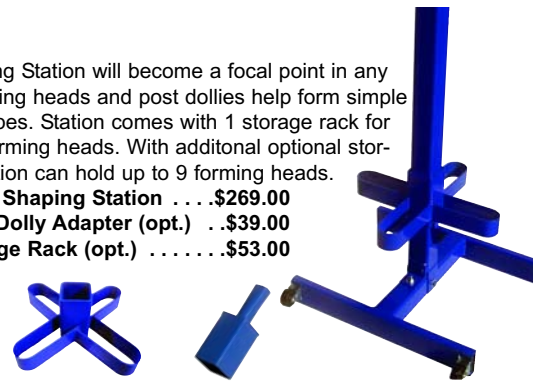 ng Station will become a focal point in any
ing heads and post dollies help form simple
pes. Station comes with 1 storage rack for
rming heads. With additonal optional stor-
tion can hold up to 9 forming heads.
Shaping Station . . . .$269.00
Dolly Adapter (opt.) . .$39.00
ge Rack (opt.) . . . . . . .$53.00